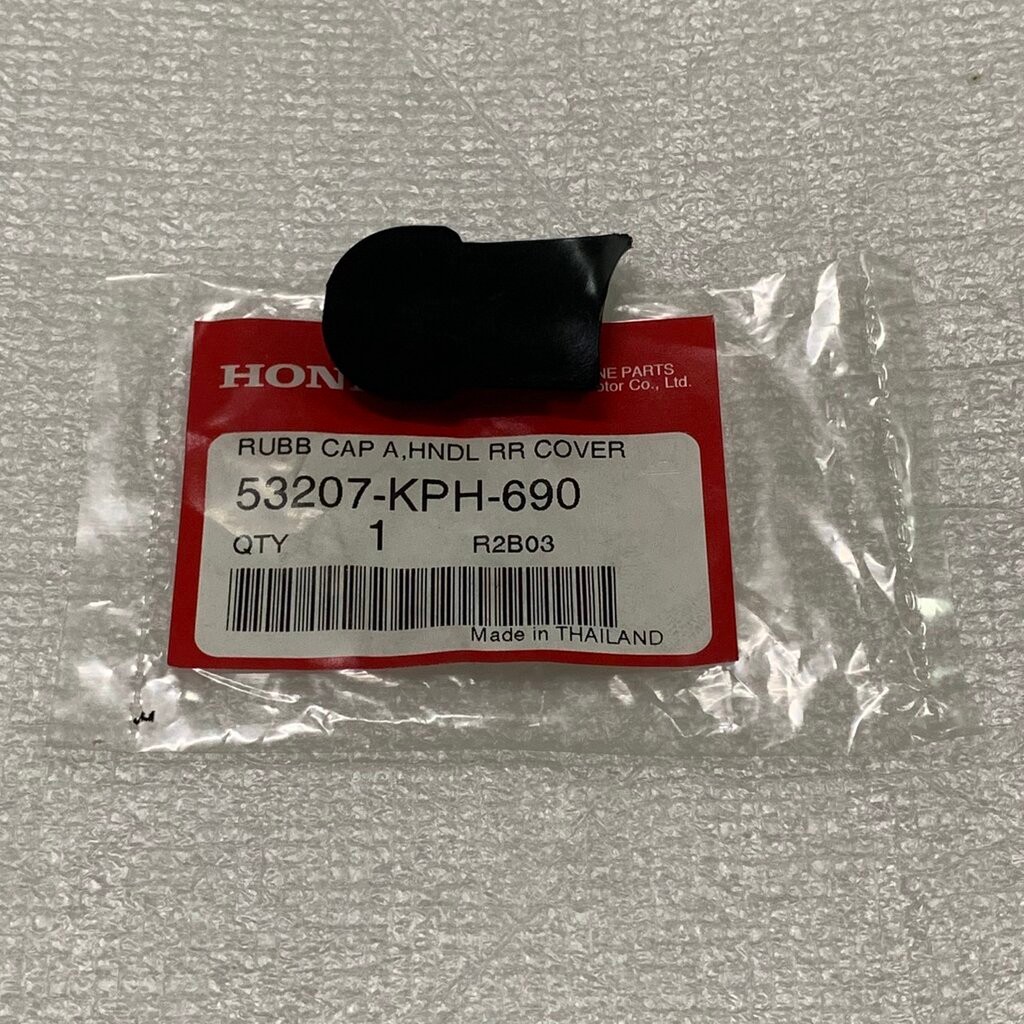 HON
NE PARTS
tor Co., Ltd.
RUBB CAP A,HNDL RR COVER
53207-KPH-690
QTY 1 R2B03
Made in THAILAND